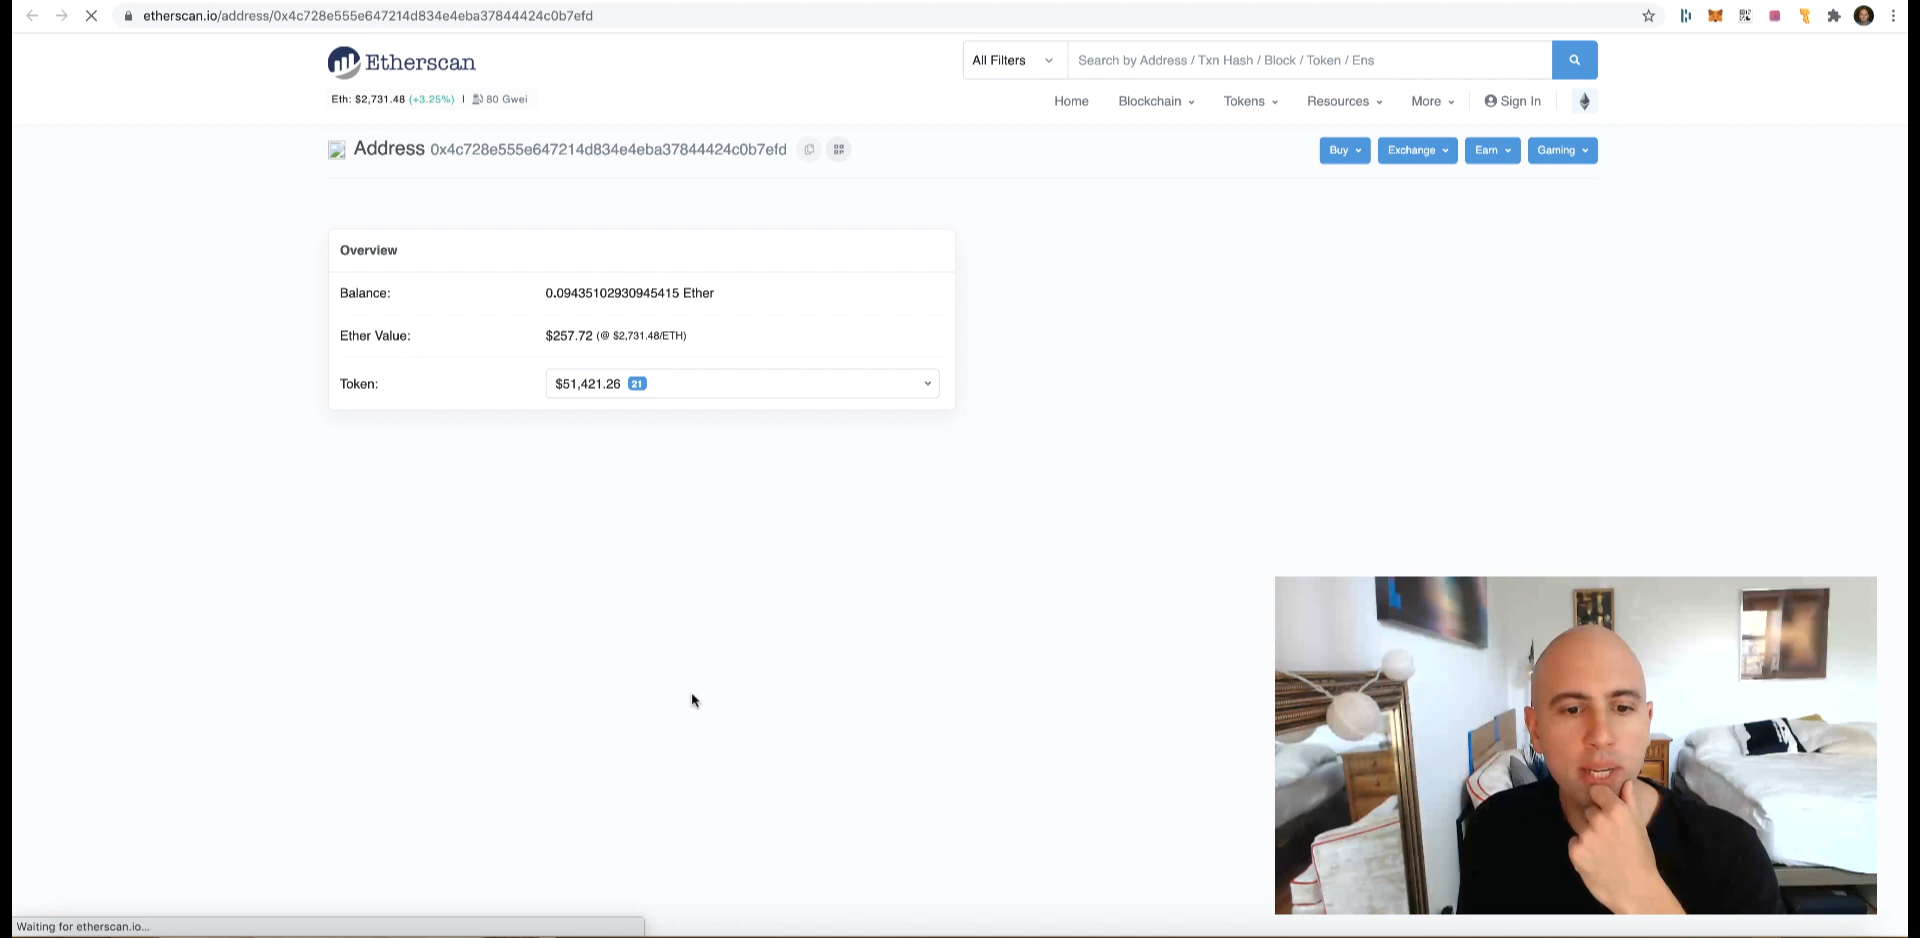 etherscan.io/address/0x4c728e555e647214d834e4eba37844424c0b7efd
Etherscan
All Filters
Search by Address / Txn Hash / Block / Token / Ens
Eth: $2,731.48 (+3.25%) | 80 Gwei
Home Blockchain Tokens Resources More Sign In
Address 0x4c728e555e647214d834e4eba37844424c0b7efd
Buy Exchange Earn Gaming
Overview
Balance: 0.09435102930945415 Ether
Ether Value: $257.72 (@ $2,731.48/ETH)
Token: $51,421.26 21
Waiting for etherscan.io...